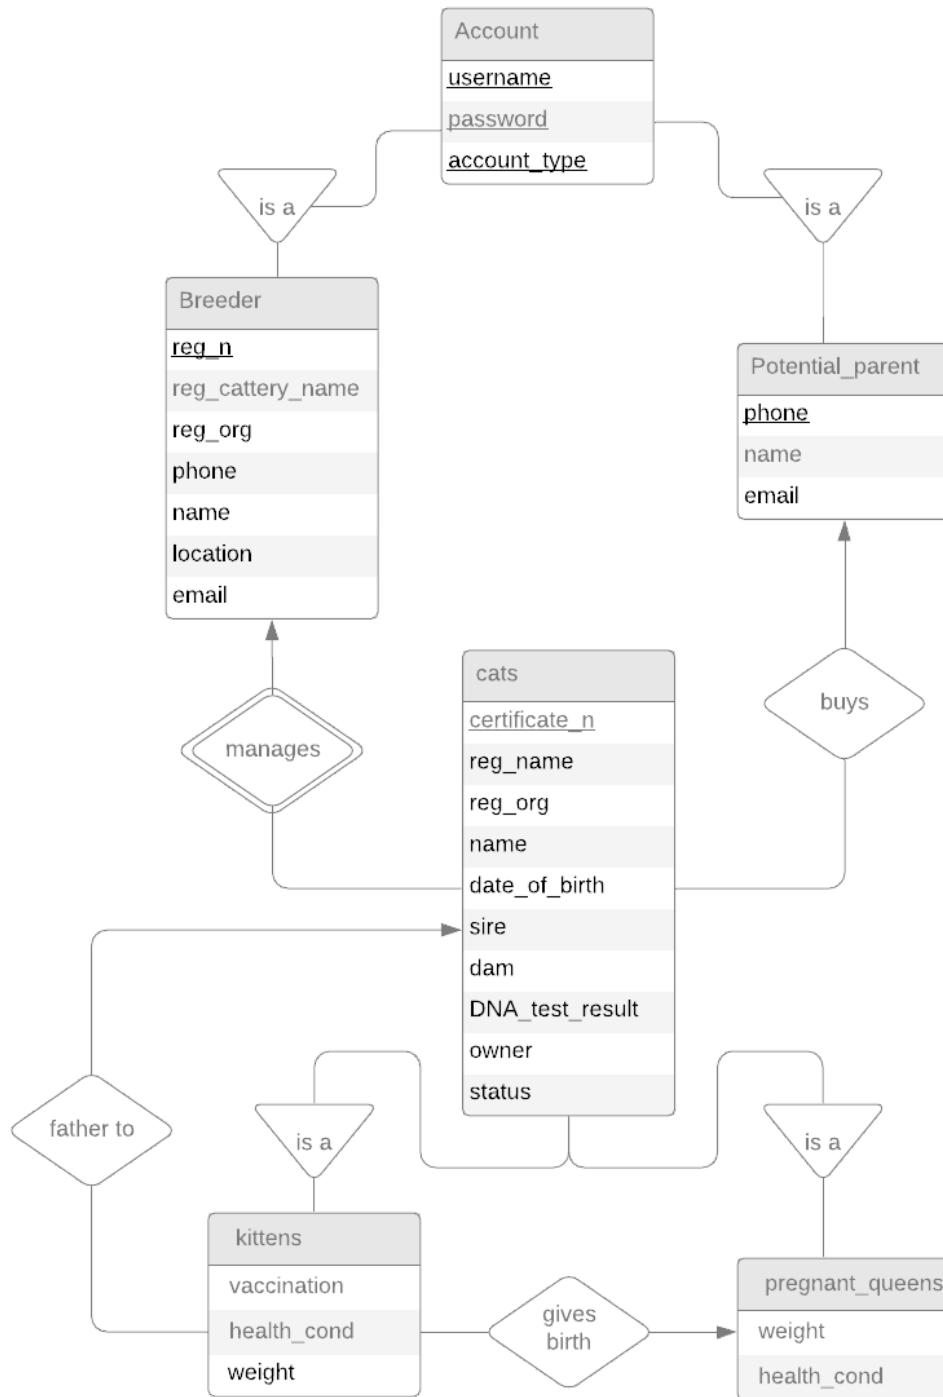 Account
username
password
account_type
is a
is a
Breeder
reg_n
reg_cattery_name
reg_org
phone
name
location
email
Potential_parent
phone
name
email
manages
cats
certificate_n
reg_name
reg_org
name
date_of_birth
sire
dam
DNA_test_result
owner
status
buys
father to
is a
is a
kittens
vaccination
health_cond
weight
gives
birth
pregnant_queens
weight
health_cond